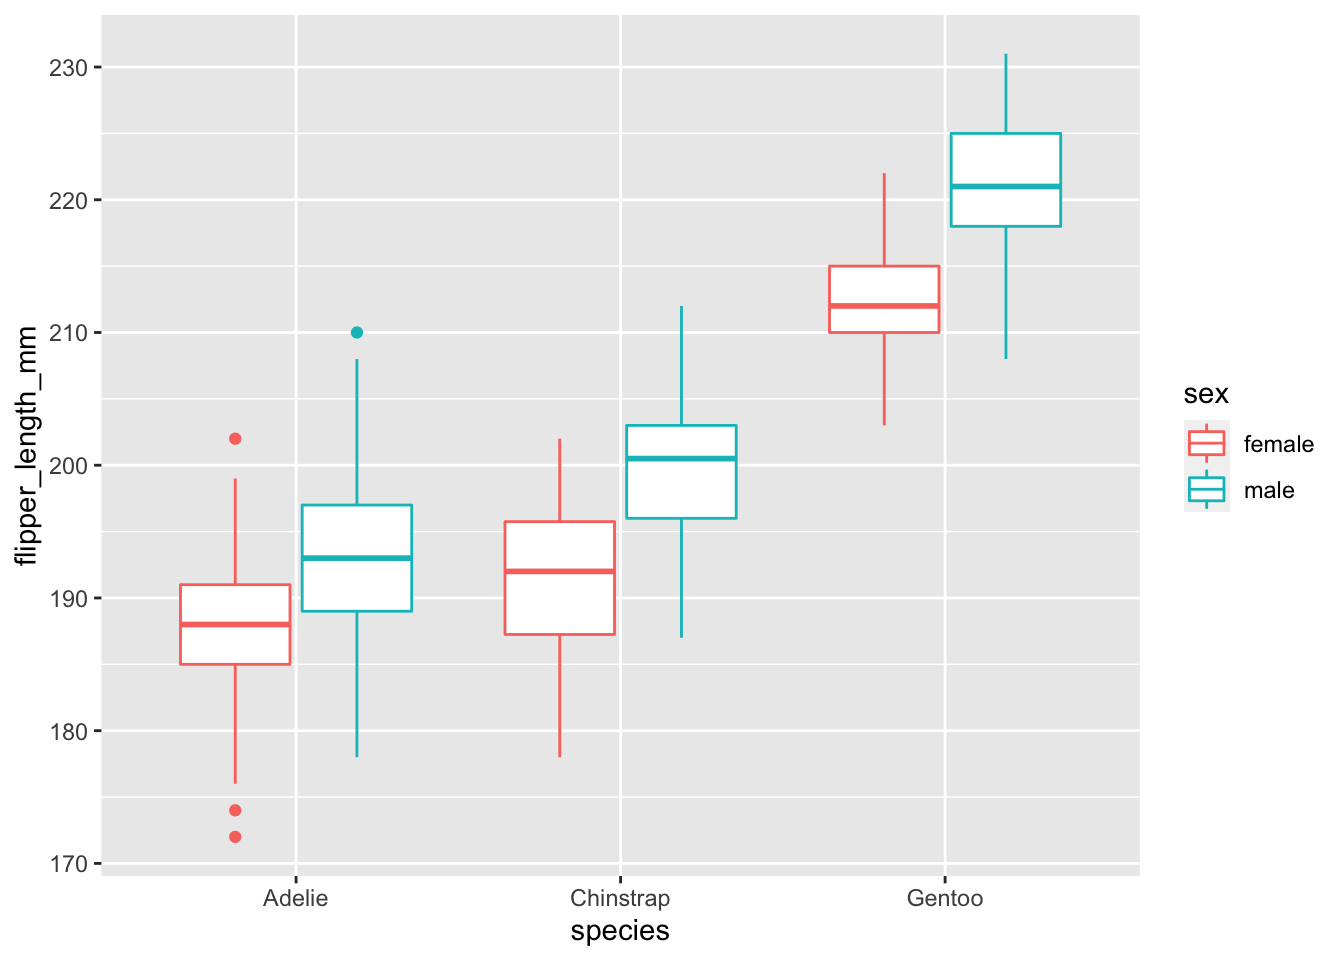 230
220
210
200
190
180
170
flipper_length_mm
Adelie
Chinstrap
Gentoo
species
sex
female
male